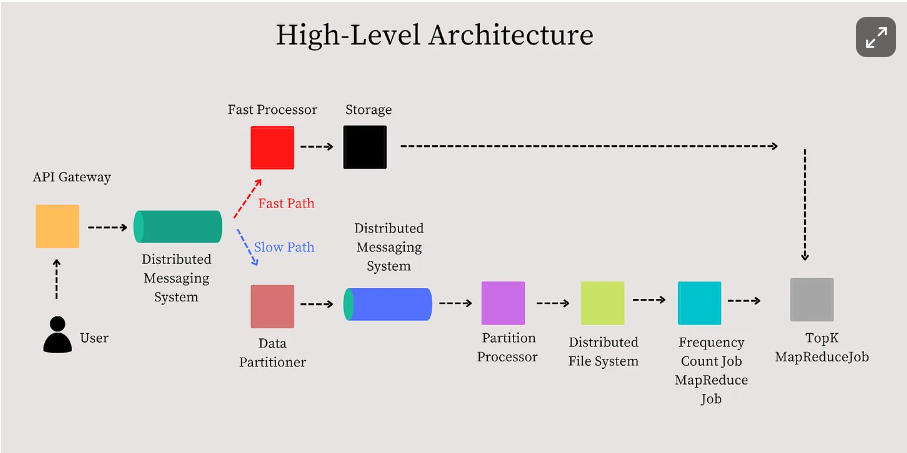 High-Level Architecture
Fast Processor
Storage
API Gateway
Fast Path
Slow Path
Distributed
Messaging
System
Distributed
Messaging
System
User
Data
Partitioner
Partition
Processor
Distributed
File System
Frequency
Count Job
MapReduce
Job
TopK
MapReduceJob